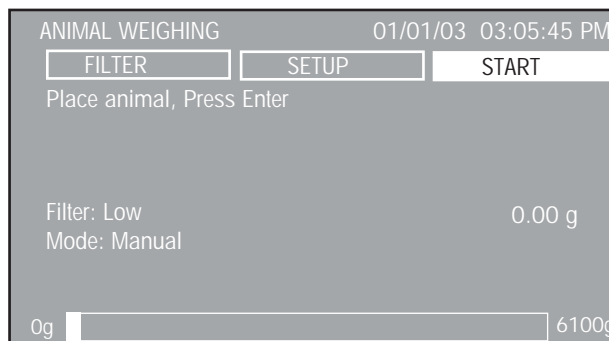 ANIMAL WEIGHING 01/01/03 03:05:45 PM
FILTER SETUP START
Place animal, Press Enter
Filter: Low 0.00 g
Mode: Manual
0g 6100g